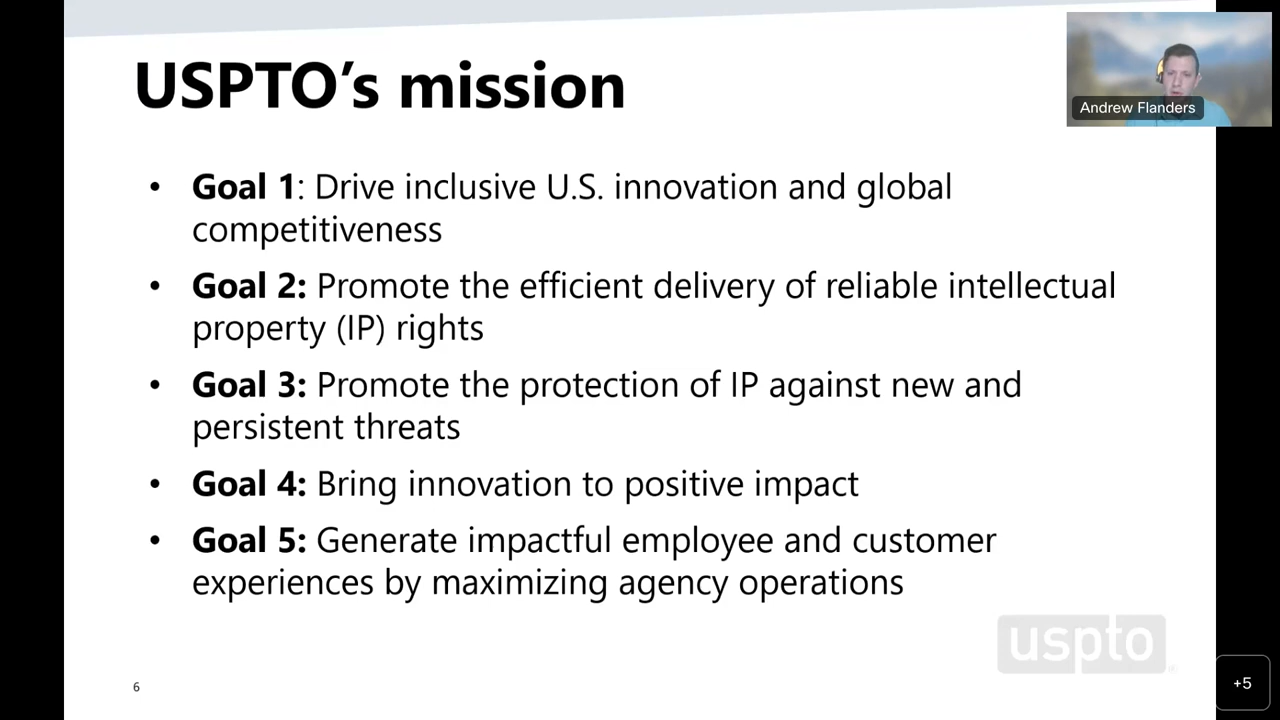 USPTO’s mission
Andrew Flanders
• Goal 1: Drive inclusive U.S. innovation and global
competitiveness
• Goal 2: Promote the efficient delivery of reliable intellectual
property (IP) rights
• Goal 3: Promote the protection of IP against new and
persistent threats
• Goal 4: Bring innovation to positive impact
• Goal 5: Generate impactful employee and customer
experiences by maximizing agency operations
uspto
6
+5